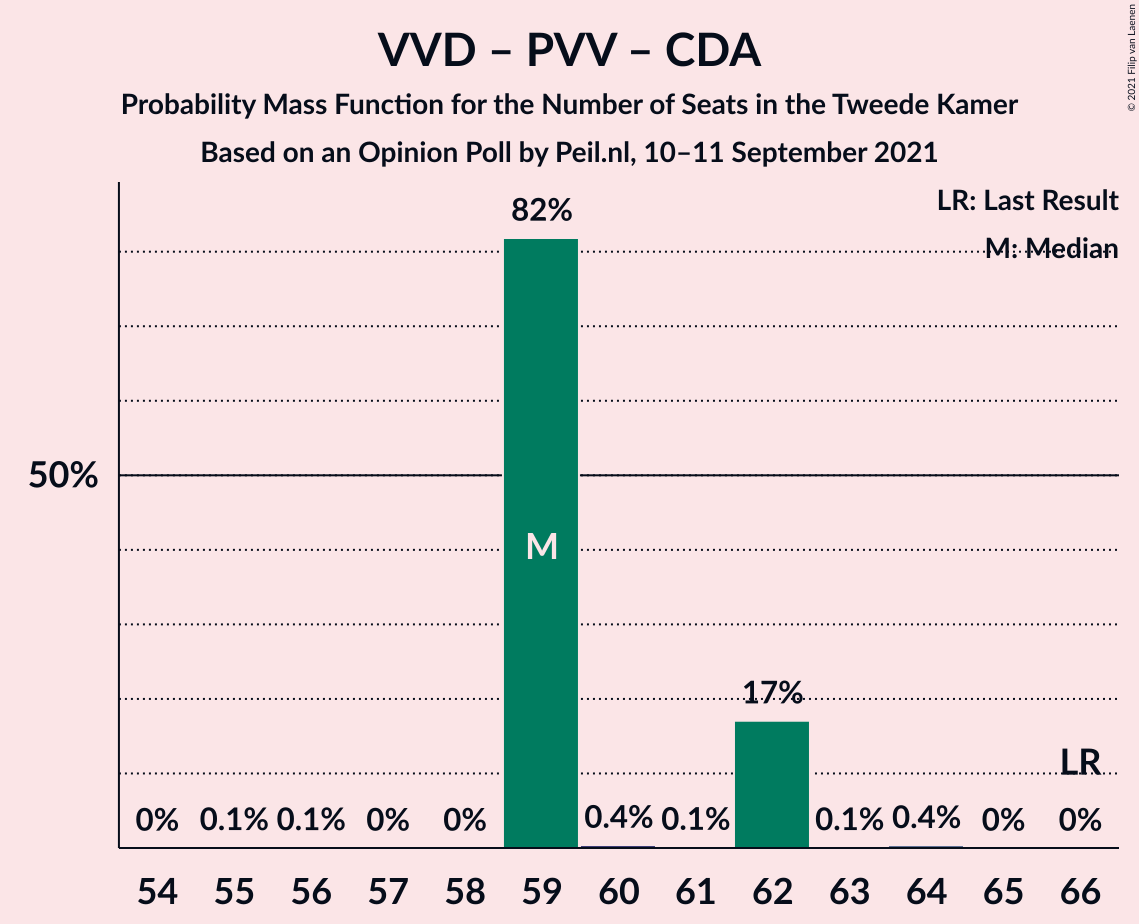 VVD – PVV – CDA
Probability Mass Function for the Number of Seats in the Tweede Kamer
Based on an Opinion Poll by Peil.nl, 10–11 September 2021
© 2021 Filip van Laenen
LR: Last Result
M: Median
82%
50%
M
17%
LR
0% 0.1% 0.1% 0% 0% 0.4% 0.1% 0.1% 0.4% 0% 0%
54 55 56 57 58 59 60 61 62 63 64 65 66